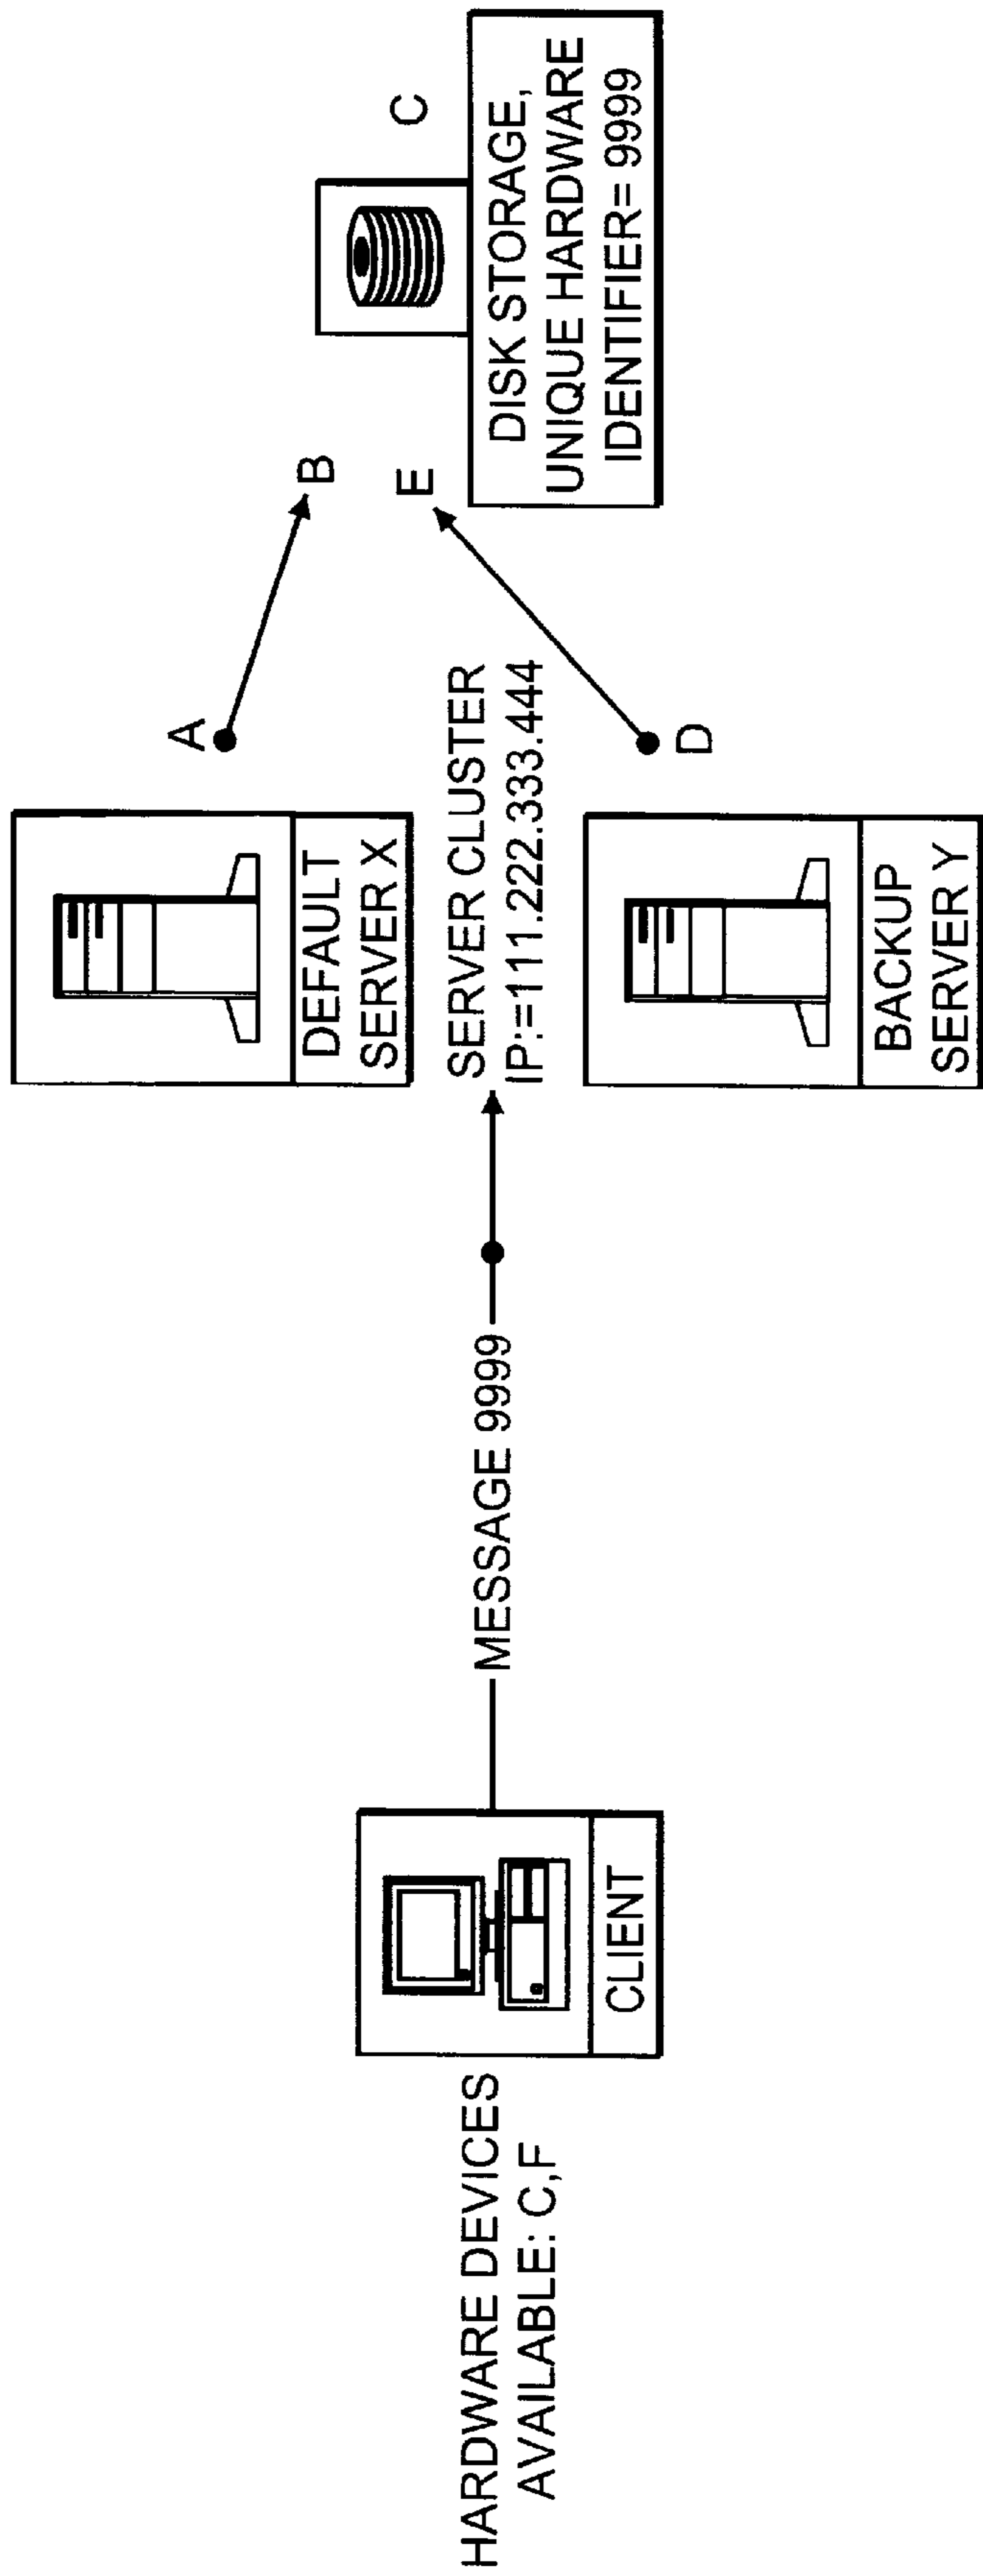 HARDWARE DEVICES
AVAILABLE: C,F
CLIENT
MESSAGE 9999
DEFAULT
SERVER X
SERVER CLUSTER
IP:=111.222.333.444
BACKUP
SERVER Y
A
B
D
E
C
DISK STORAGE,
UNIQUE HARDWARE
IDENTIFIER= 9999